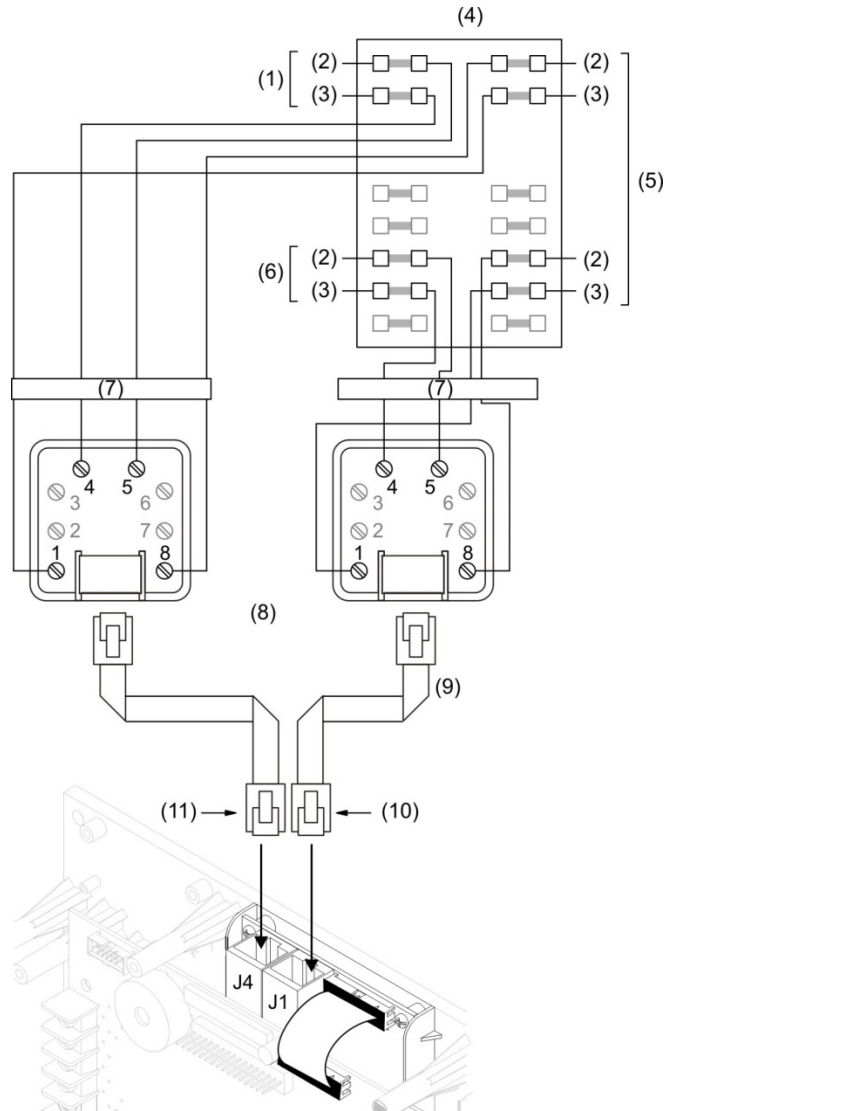 (4)
(1) (2) (2)
(3) (3)
(5)
(6) (2) (2)
(3) (3)
(7) (7)
4 5 4 5
3 6 3 6
2 7 2 7
1 8 1 8
(8)
(9)
(11) (10)
J4
J1